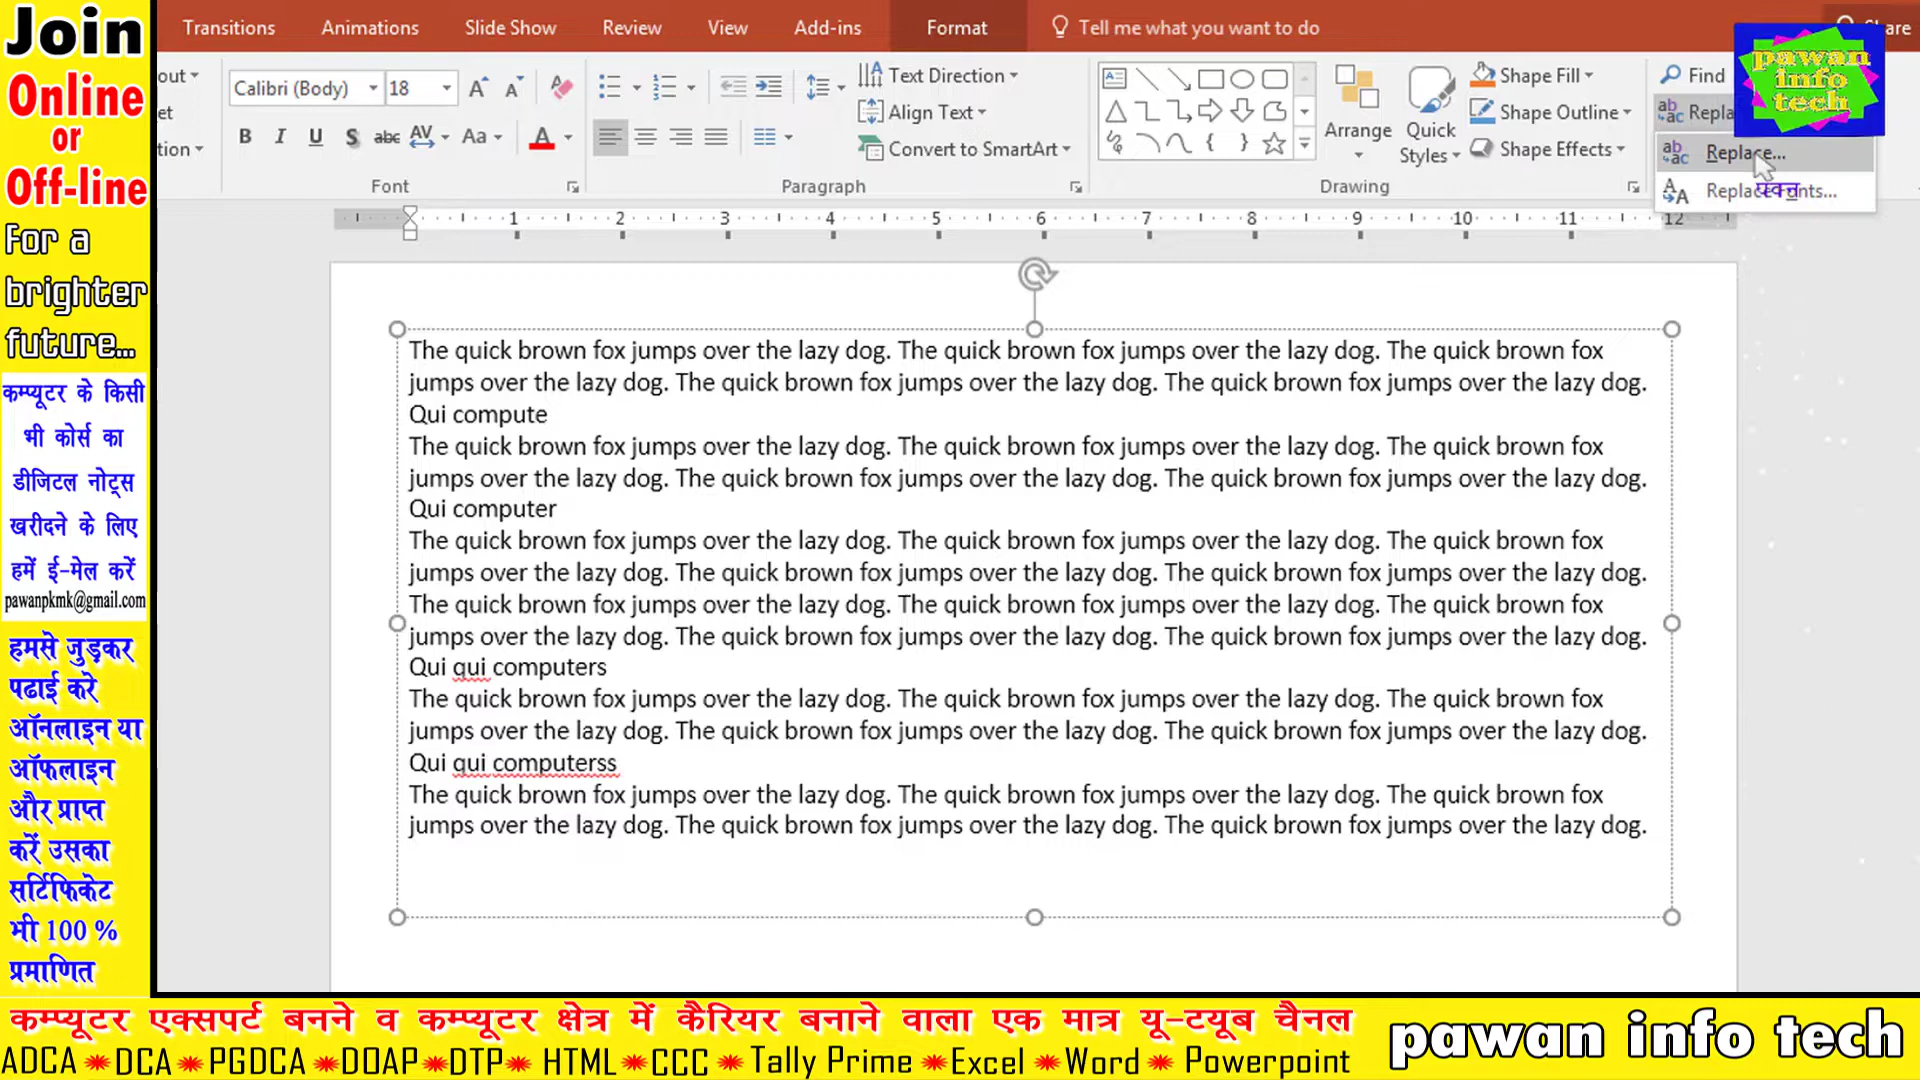 Join
Online
or
Off-line
For a
brighter
future...
कम्प्यूटर के किसी
भी कोर्स का
डीजिटल नोट्स
खरीदने के लिए
हमें ई-मेल करें
pawanpkmk@gmail.com
हमसे जुड़कर
पढाई करे
ऑनलाइन या
ऑफलाइन
और प्राप्त
करें उसका
सर्टिफिकेट
भी 100 %
प्रमाणित
Transitions Animations Slide Show Review View Add-ins Format Tell me what you want to do
pawan
info
tech
Calibri (Body) 18
Text Direction
Align Text
Convert to SmartArt
Arrange
Quick
Styles
Shape Fill
Shape Outline
Shape Effects
Find
Replace...
Font Paragraph Drawing
1 2 3 4 5 6 7 8 9 10 11 12
The quick brown fox jumps over the lazy dog. The quick brown fox jumps over the lazy dog. The quick brown fox
jumps over the lazy dog. The quick brown fox jumps over the lazy dog. The quick brown fox jumps over the lazy dog.
Qui compute
The quick brown fox jumps over the lazy dog. The quick brown fox jumps over the lazy dog. The quick brown fox
jumps over the lazy dog. The quick brown fox jumps over the lazy dog. The quick brown fox jumps over the lazy dog.
Qui computer
The quick brown fox jumps over the lazy dog. The quick brown fox jumps over the lazy dog. The quick brown fox
jumps over the lazy dog. The quick brown fox jumps over the lazy dog. The quick brown fox jumps over the lazy dog.
The quick brown fox jumps over the lazy dog. The quick brown fox jumps over the lazy dog. The quick brown fox
jumps over the lazy dog. The quick brown fox jumps over the lazy dog. The quick brown fox jumps over the lazy dog.
Qui qui computers
The quick brown fox jumps over the lazy dog. The quick brown fox jumps over the lazy dog. The quick brown fox
jumps over the lazy dog. The quick brown fox jumps over the lazy dog. The quick brown fox jumps over the lazy dog.
Qui qui computerss
The quick brown fox jumps over the lazy dog. The quick brown fox jumps over the lazy dog. The quick brown fox
jumps over the lazy dog. The quick brown fox jumps over the lazy dog. The quick brown fox jumps over the lazy dog.
कम्प्यूटर एक्सपर्ट बनने व कम्प्यूटर क्षेत्र में कैरियर बनाने वाला एक मात्र यू-टयूब चैनल
ADCA DCA PGDCA DOAP DTP HTML CCC Tally Prime Excel Word Powerpoint
pawan info tech